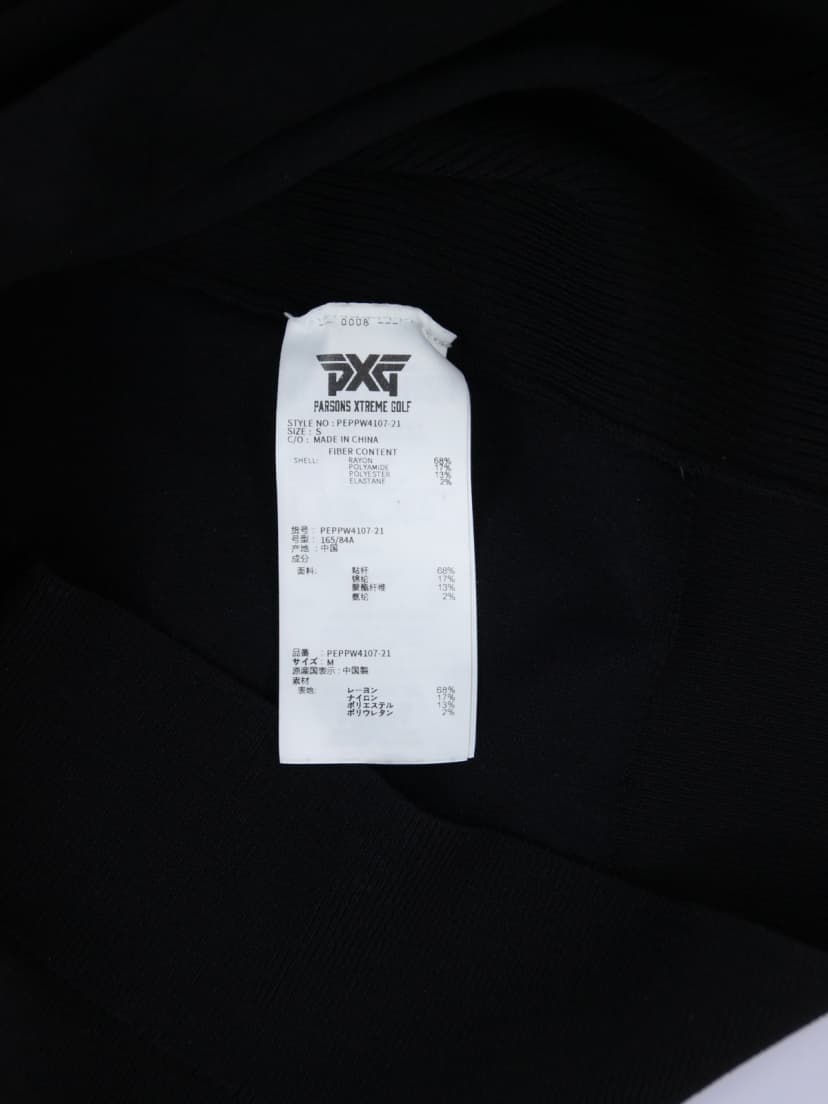 0008
PXG
PARSONS XTREME GOLF
STYLE NO : PEPPW4107-21
SIZE : S
C/O : MADE IN CHINA
FIBER CONTENT
SHELL: RAYON 68%
POLYAMIDE 17%
POLYESTER 13%
ELASTANE 2%
货号 : PEPPW4107-21
号型 : 165/84A
产地 : 中国
成分
面料: 粘纤 68%
锦纶 17%
聚酯纤维 13%
氨纶 2%
品番 : PEPPW4107-21
サイズ : M
原産国表示 : 中国製
素材
表地: レーヨン 68%
ナイロン 17%
ポリエステル 13%
ポリウレタン 2%